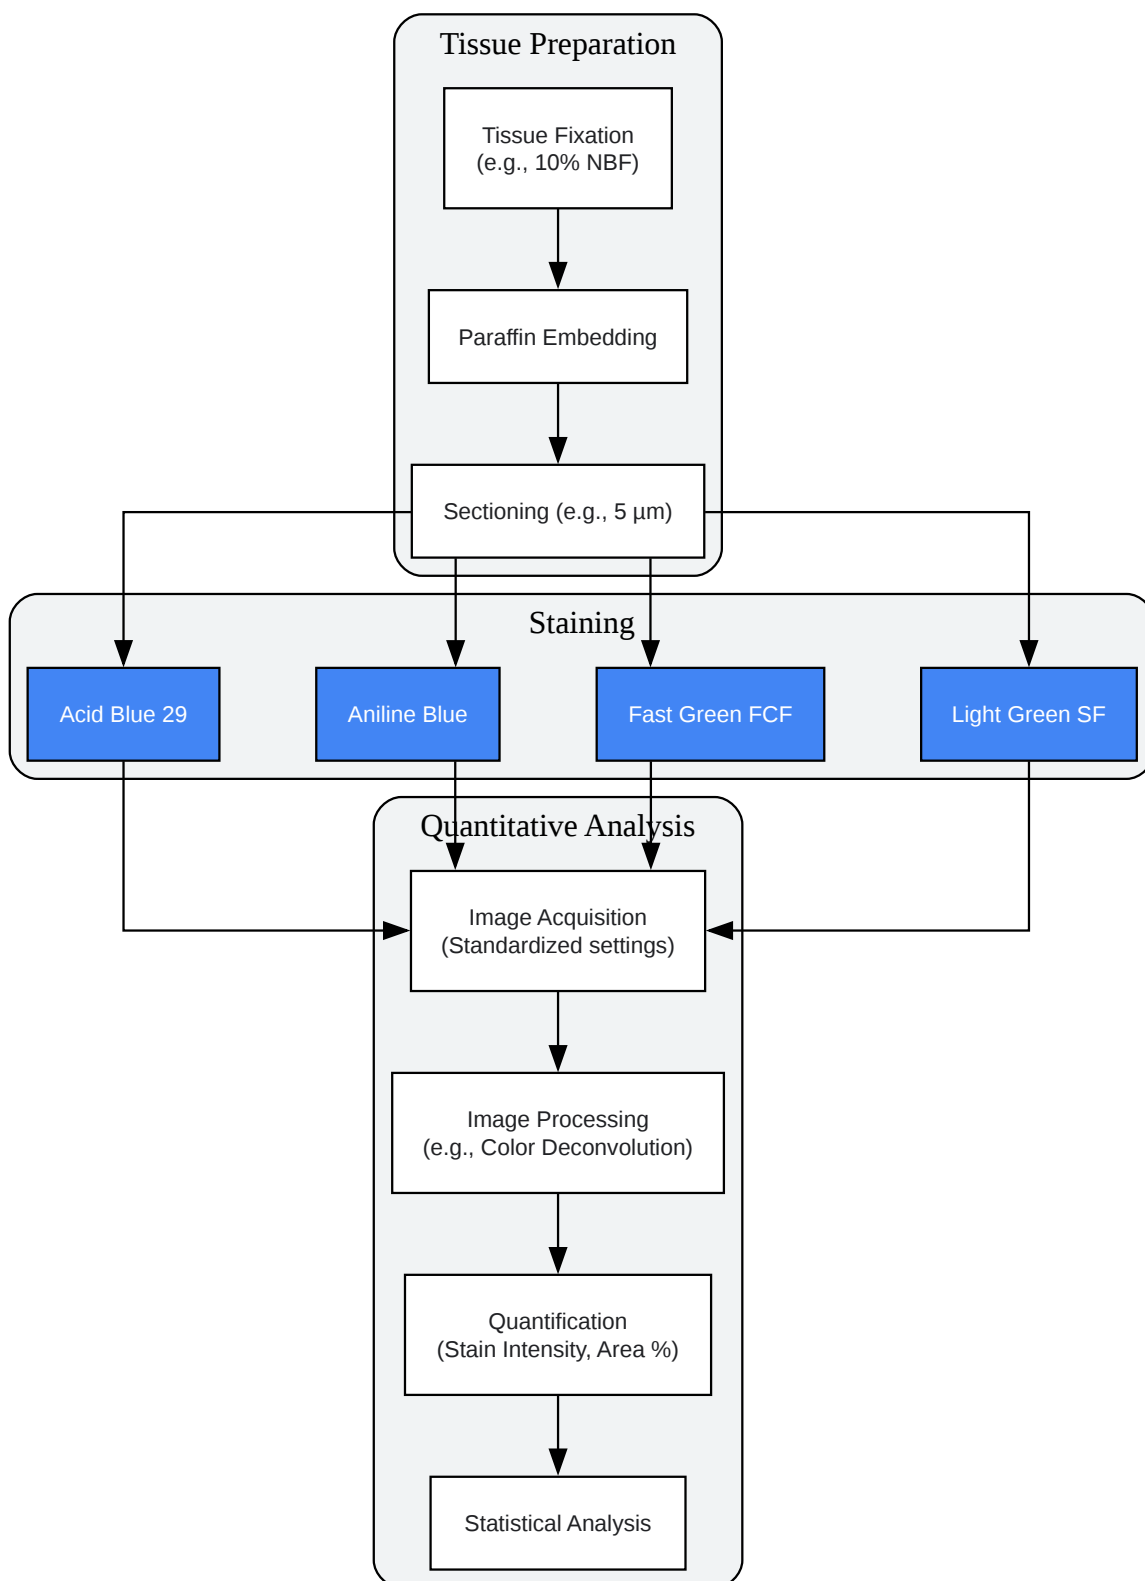 Tissue Preparation
Tissue Fixation
(e.g., 10% NBF)
Paraffin Embedding
Sectioning (e.g., 5 µm)
Staining
Acid Blue 29
Aniline Blue
Fast Green FCF
Light Green SF
Quantitative Analysis
Image Acquisition
(Standardized settings)
Image Processing
(e.g., Color Deconvolution)
Quantification
(Stain Intensity, Area %)
Statistical Analysis